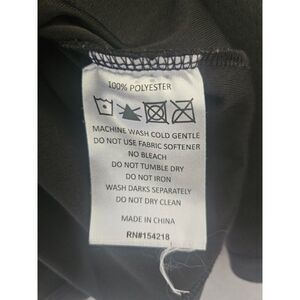 100% POLYESTER
MACHINE WASH COLD GENTLE
DO NOT USE FABRIC SOFTENER
NO BLEACH
DO NOT TUMBLE DRY
DO NOT IRON
WASH DARKS SEPARATELY
DO NOT DRY CLEAN
MADE IN CHINA
RN#154218